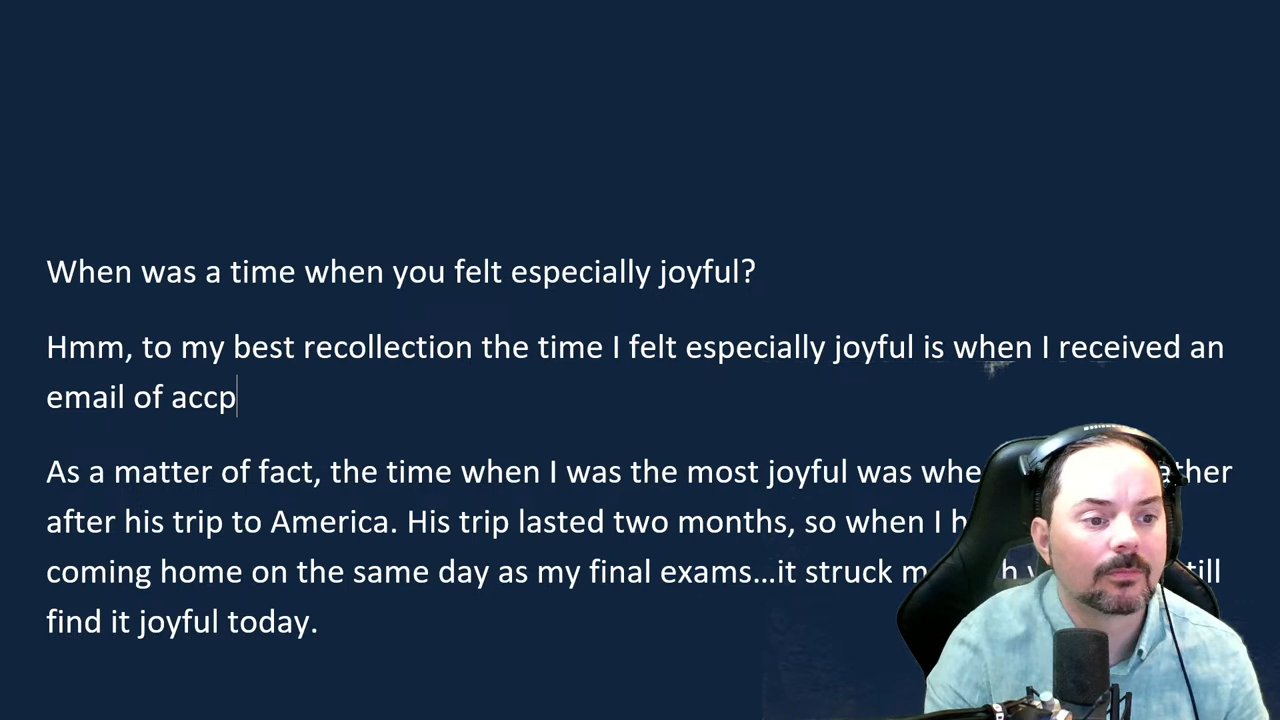 When was a time when you felt especially joyful?
Hmm, to my best recollection the time I felt especially joyful is when I received an
email of accp
As a matter of fact, the time when I was the most joyful was
after his trip to America. His trip lasted two months, so when I
coming home on the same day as my final exams…it struck
find it joyful today.